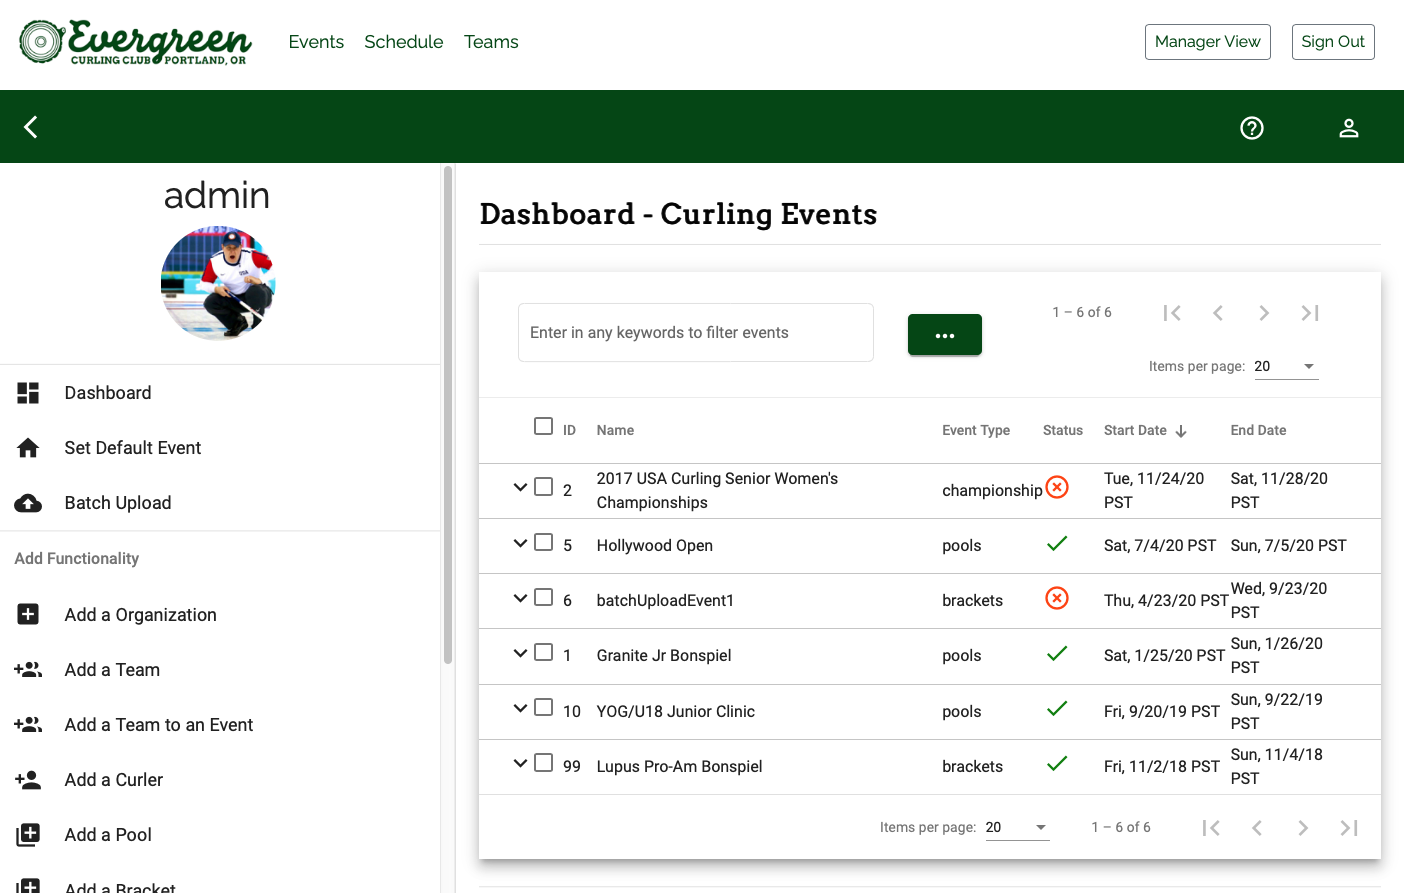 Evergreen
CURLING CLUB PORTLAND, OR
Events Schedule Teams
Manager View
Sign Out
admin
Dashboard
Set Default Event
Batch Upload
Add Functionality
Add a Organization
Add a Team
Add a Team to an Event
Add a Curler
Add a Pool
Add a Bracket
Dashboard - Curling Events
Enter in any keywords to filter events
...
1 – 6 of 6
Items per page: 20
ID Name Event Type Status Start Date End Date
2 2017 USA Curling Senior Women's championship Tue, 11/24/20 Sat, 11/28/20
Championships PST PST
5 Hollywood Open pools Sat, 7/4/20 PST Sun, 7/5/20 PST
6 batchUploadEvent1 brackets Thu, 4/23/20 PST Wed, 9/23/20
PST
1 Granite Jr Bonspiel pools Sat, 1/25/20 PST Sun, 1/26/20
PST
10 YOG/U18 Junior Clinic pools Fri, 9/20/19 PST Sun, 9/22/19
PST
99 Lupus Pro-Am Bonspiel brackets Fri, 11/2/18 PST Sun, 11/4/18
PST
Items per page: 20 1 – 6 of 6